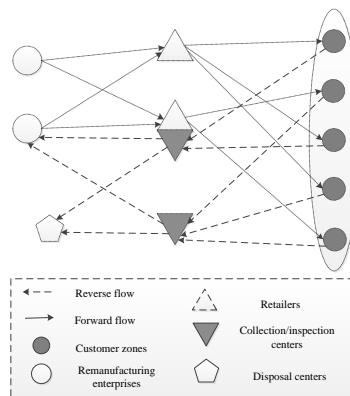 Reverse flow
Retailers
Forward flow
Collection/inspection
centers
Customer zones
Remanufacturing
enterprises
Disposal centers